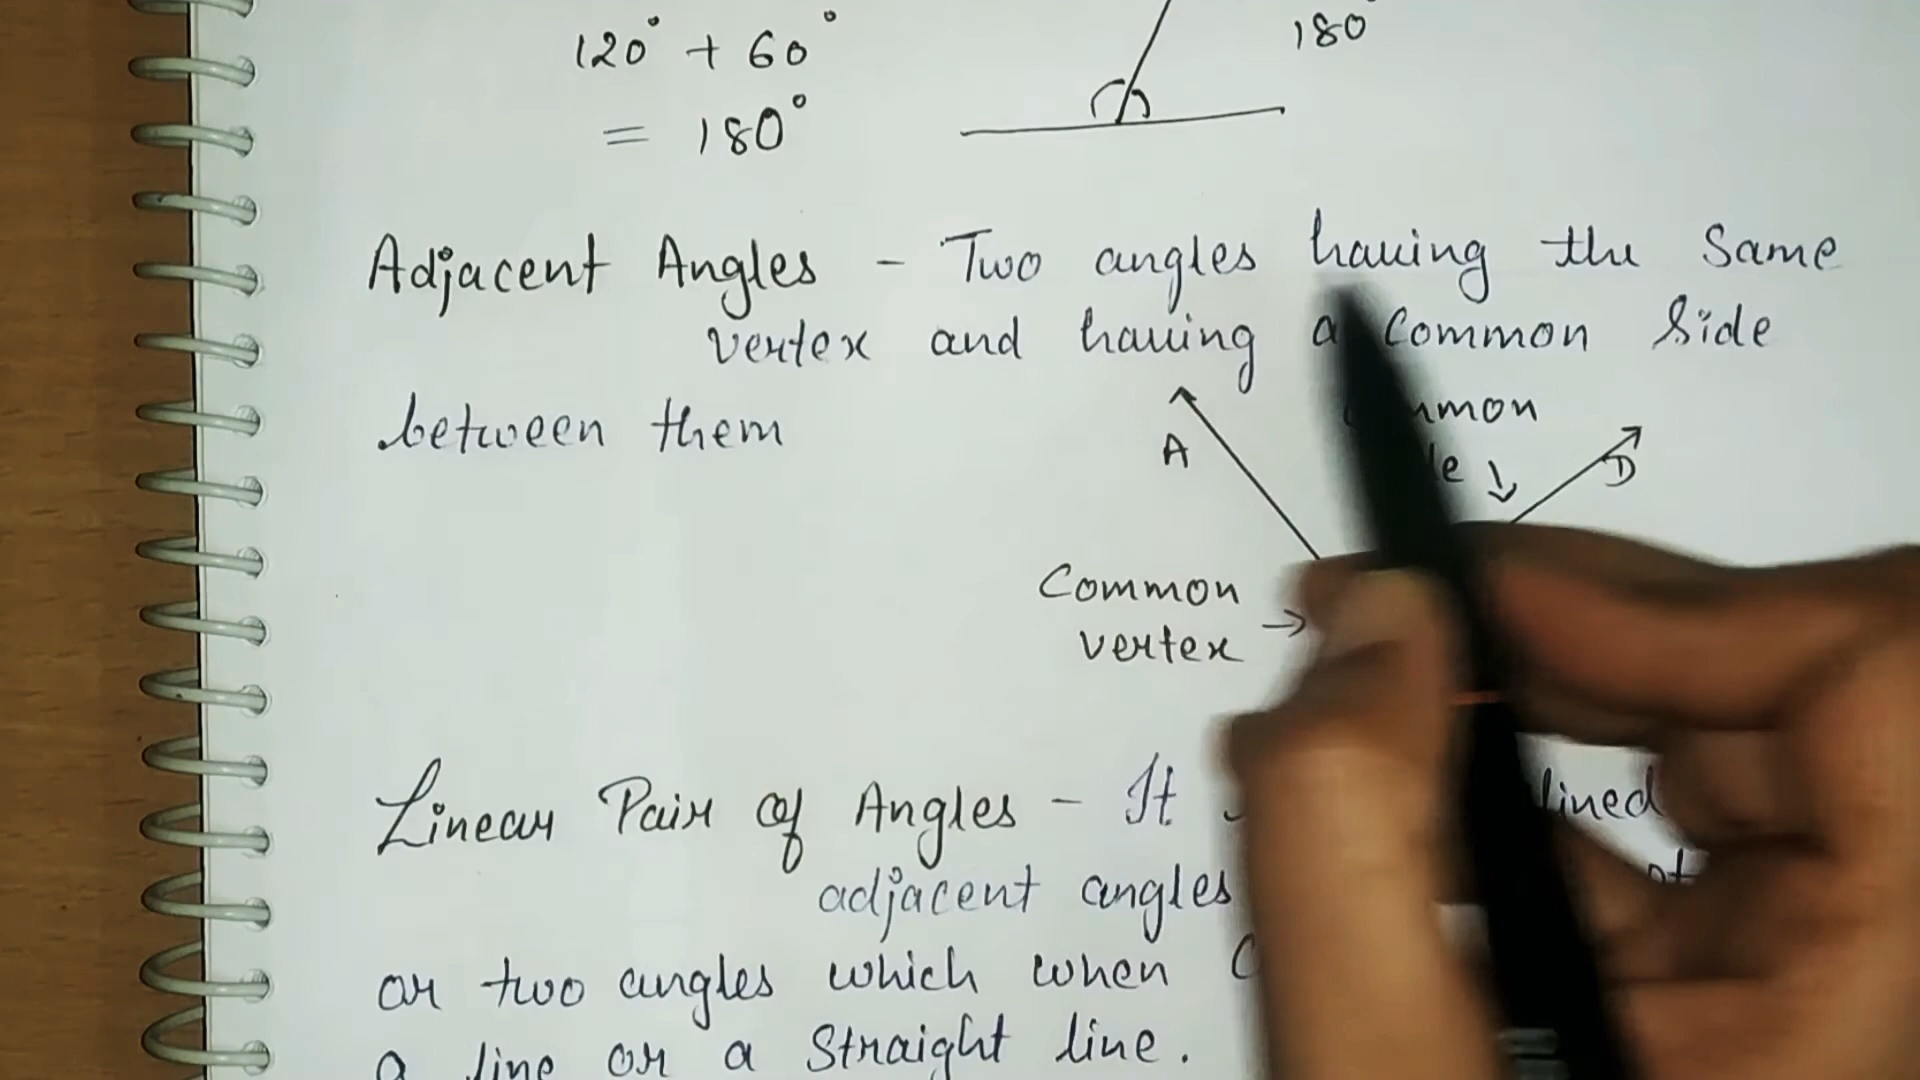 120° + 60°
= 180°
180°
Adjacent Angles - Two angles having the Same
vertex and having a Common Side
between them
A
D
Common
vertex →
Linear Pair of Angles - It
adjacent angles
or two angles which when
a line or a Straight line.